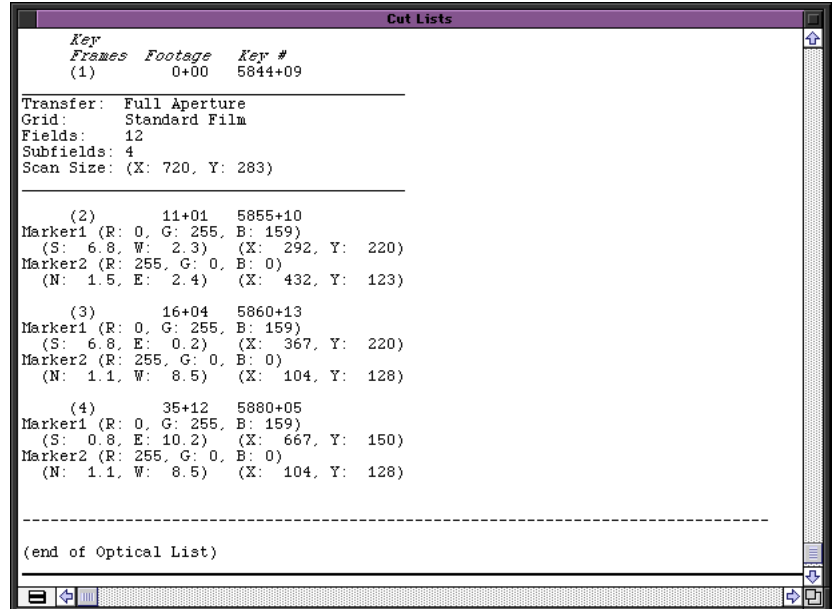 Cut Lists
Key
Frames Footage Key #
(1) 0+00 5844+09
Transfer: Full Aperture
Grid: Standard Film
Fields: 12
Subfields: 4
Scan Size: (X: 720, Y: 283)
(2) 11+01 5855+10
Marker1 (R: 0, G: 255, B: 159)
(S: 6.8, W: 2.3) (X: 292, Y: 220)
Marker2 (R: 255, G: 0, B: 0)
(N: 1.5, E: 2.4) (X: 432, Y: 123)
(3) 16+04 5860+13
Marker1 (R: 0, G: 255, B: 159)
(S: 6.8, E: 0.2) (X: 367, Y: 220)
Marker2 (R: 255, G: 0, B: 0)
(N: 1.1, W: 8.5) (X: 104, Y: 128)
(4) 35+12 5880+05
Marker1 (R: 0, G: 255, B: 159)
(S: 0.8, E: 10.2) (X: 667, Y: 150)
Marker2 (R: 255, G: 0, B: 0)
(N: 1.1, W: 8.5) (X: 104, Y: 128)
(end of Optical List)